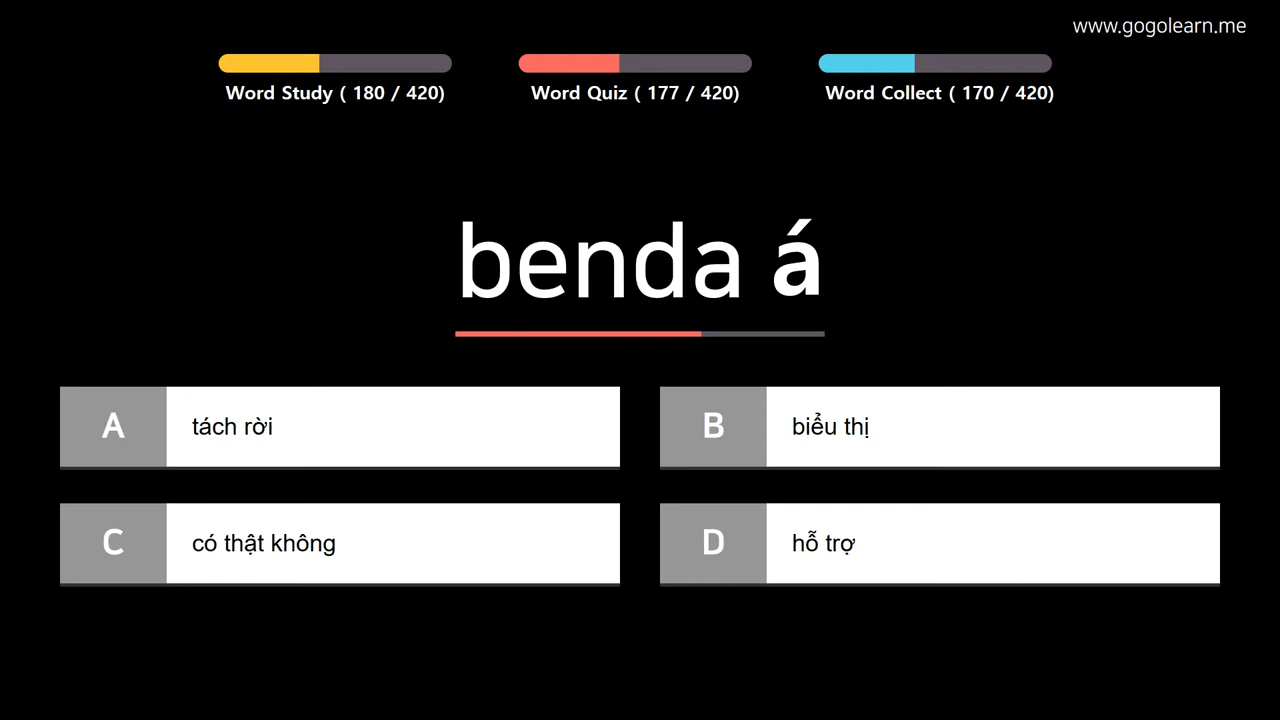 www.gogolearn.me
Word Study ( 180 / 420)
Word Quiz ( 177 / 420)
Word Collect ( 170 / 420)
benda á
A tách rời
B biểu thị
C có thật không
D hỗ trợ